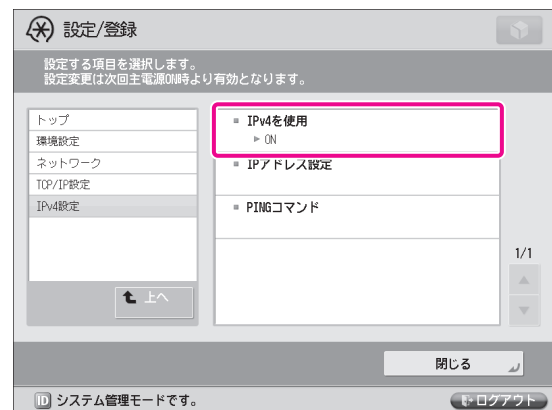 設定/登録
設定する項目を選択します。
設定変更は次回主電源ON時より有効となります。
トップ
環境設定
ネットワーク
TCP/IP設定
IPv4設定
上へ
IPv4を使用
ON
IPアドレス設定
PINGコマンド
1/1
閉じる
ID システム管理モードです。
ログアウト